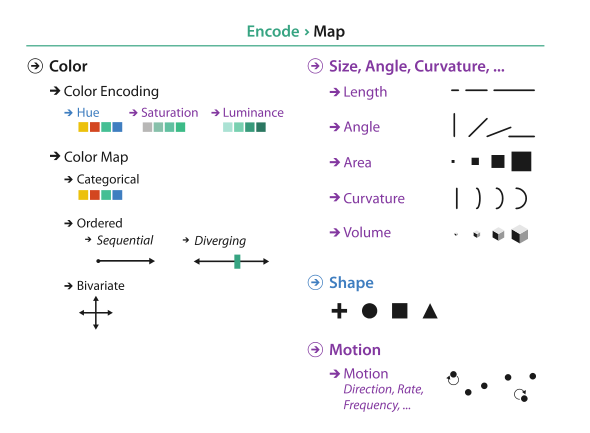 Encode › Map
Color
Color Encoding
Hue
Saturation
Luminance
Color Map
Categorical
Ordered
Sequential
Diverging
Bivariate
Size, Angle, Curvature, ...
Length
Angle
Area
Curvature
Volume
Shape
Motion
Motion
Direction, Rate,
Frequency, ...